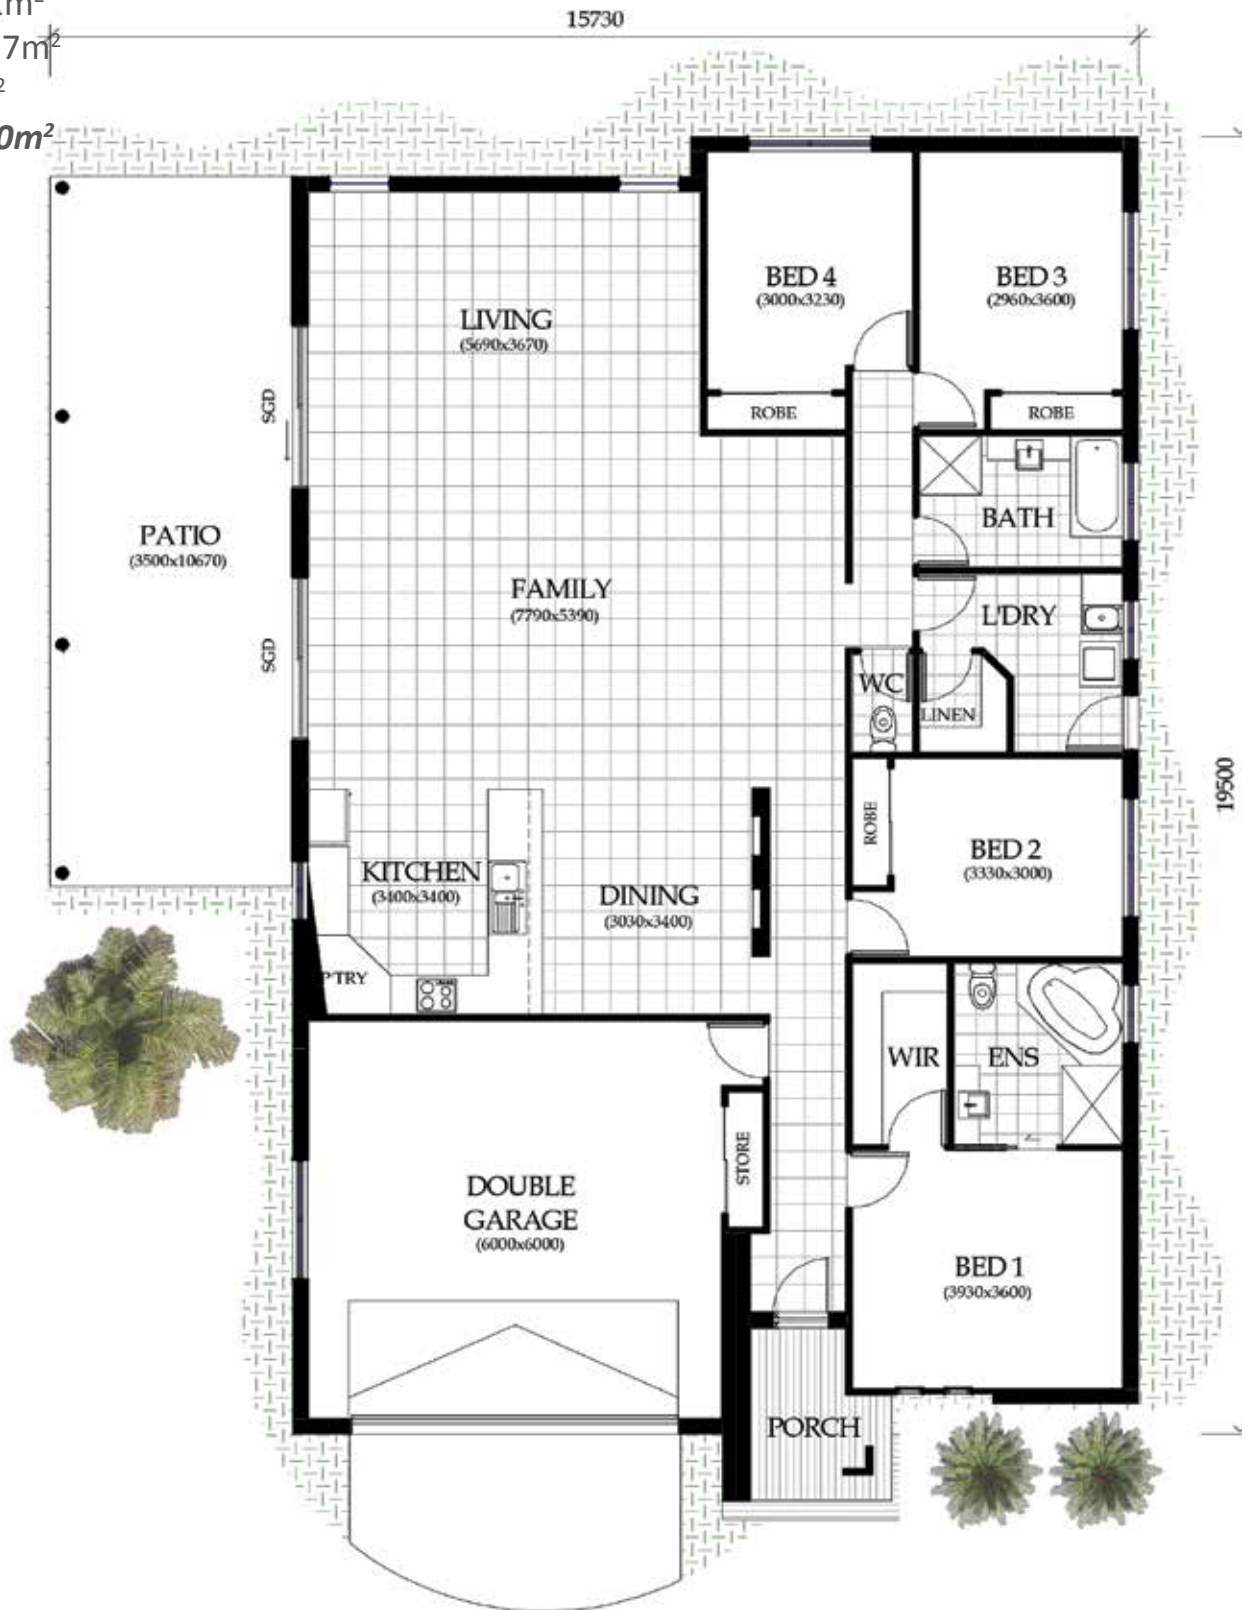 m²
7m²
2
0m²
15730
BED 4
(3000x3230)
BED 3
(2960x3600)
LIVING
(5690x3670)
SGD
ROBE
ROBE
PATIO
(3500x10670)
BATH
FAMILY
(7790x5390)
L'DRY
SGD
WC
LINEN
19500
ROBE
BED 2
(3330x3000)
KITCHEN
(3400x3400)
DINING
(3030x3400)
P'TRY
WIR
ENS
STORE
DOUBLE
GARAGE
(6000x6000)
BED 1
(3930x3600)
PORCH